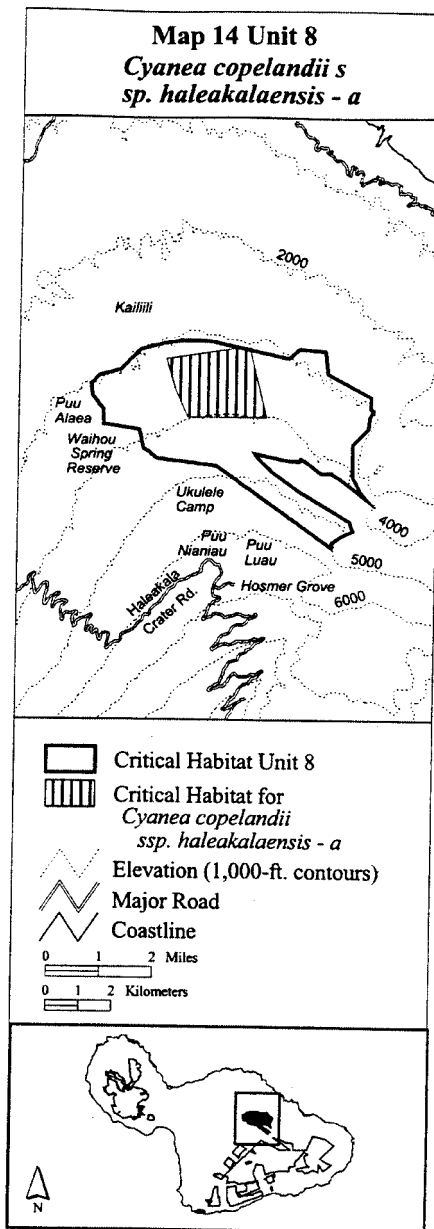 Map 14 Unit 8
Cyanea copelandii s
sp. haleakalaensis - a
2000
Kailiili
Puu
Alaea
Waihou
Spring
Reserve
Ukulele
Camp
4000
Puu
Nianiau
Puu
Luau
5000
Haleakala
Crater Rd.
Hosmer Grove
6000
Critical Habitat Unit 8
Critical Habitat for
Cyanea copelandii
ssp. haleakalaensis - a
Elevation (1,000-ft. contours)
Major Road
Coastline
0 1 2 Miles
0 1 2 Kilometers
N